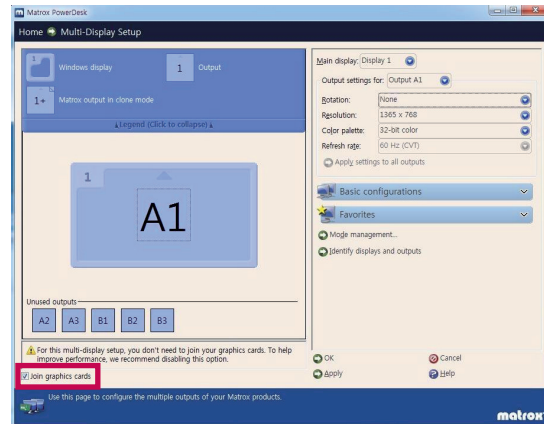 Matrox PowerDesk
Home Multi-Display Setup
1 Windows display
1 Output
1+ Matrox output in clone mode
Legend (Click to collapse)
1
A1
Unused outputs
A2 A3 B1 B2 B3
For this multi-display setup, you don't need to join your graphics cards. To help
improve performance, we recommend disabling this option.
Join graphics cards
Main display: Display 1
Output settings for: Output A1
Rotation: None
Resolution: 1365 x 768
Color palette: 32-bit color
Refresh rate: 60 Hz (CVT)
Apply settings to all outputs
Basic configurations
Favorites
Mode management...
Identify displays and outputs
OK Cancel
Apply Help
Use this page to configure the multiple outputs of your Matrox products.
matrox